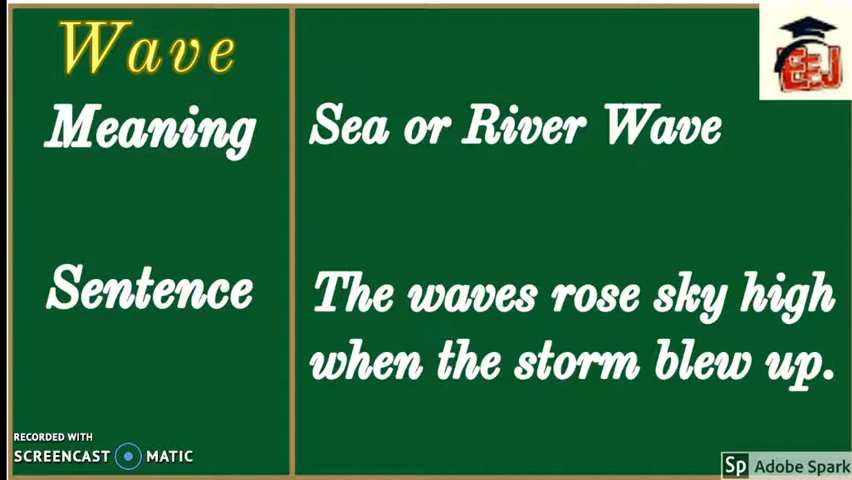 Wave
Meaning
Sea or River Wave
Sentence
The waves rose sky high
when the storm blew up.
EEJ
RECORDED WITH
SCREENCAST MATIC
Sp Adobe Spark